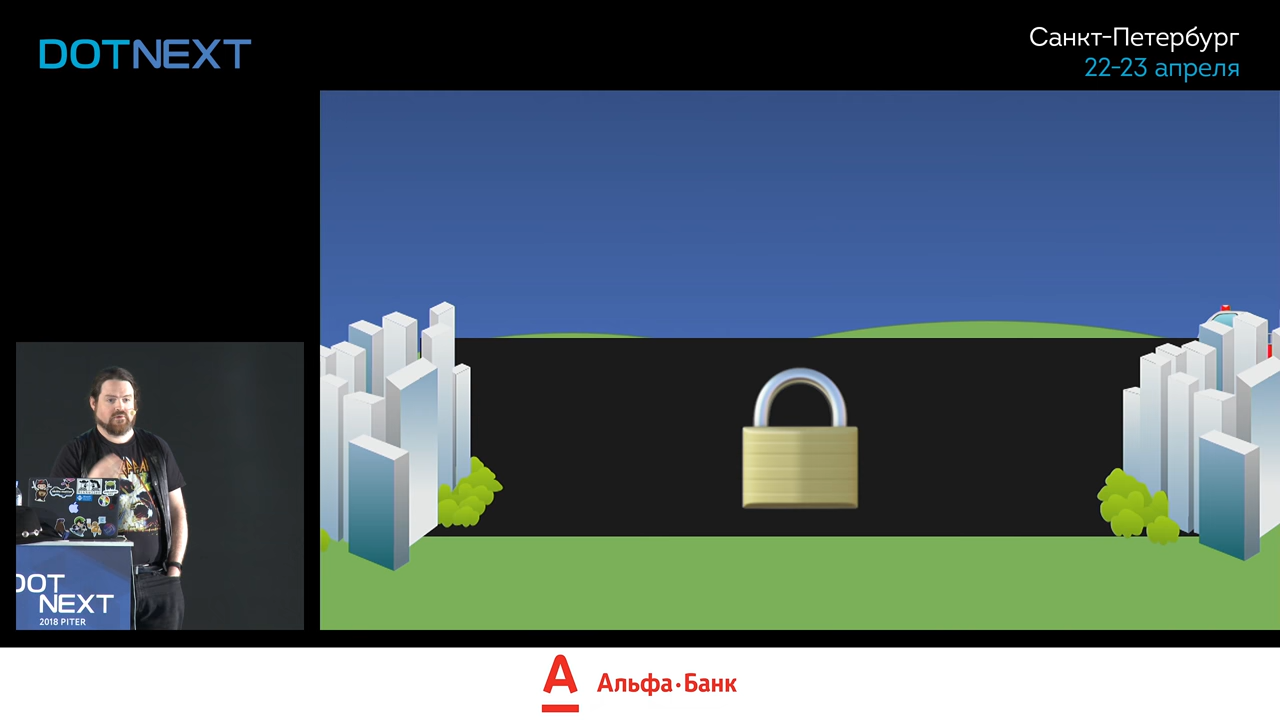 DOTNEXT
Санкт-Петербург
22-23 апреля
DOT
NEXT
2018 PITER
А
Альфа·Банк